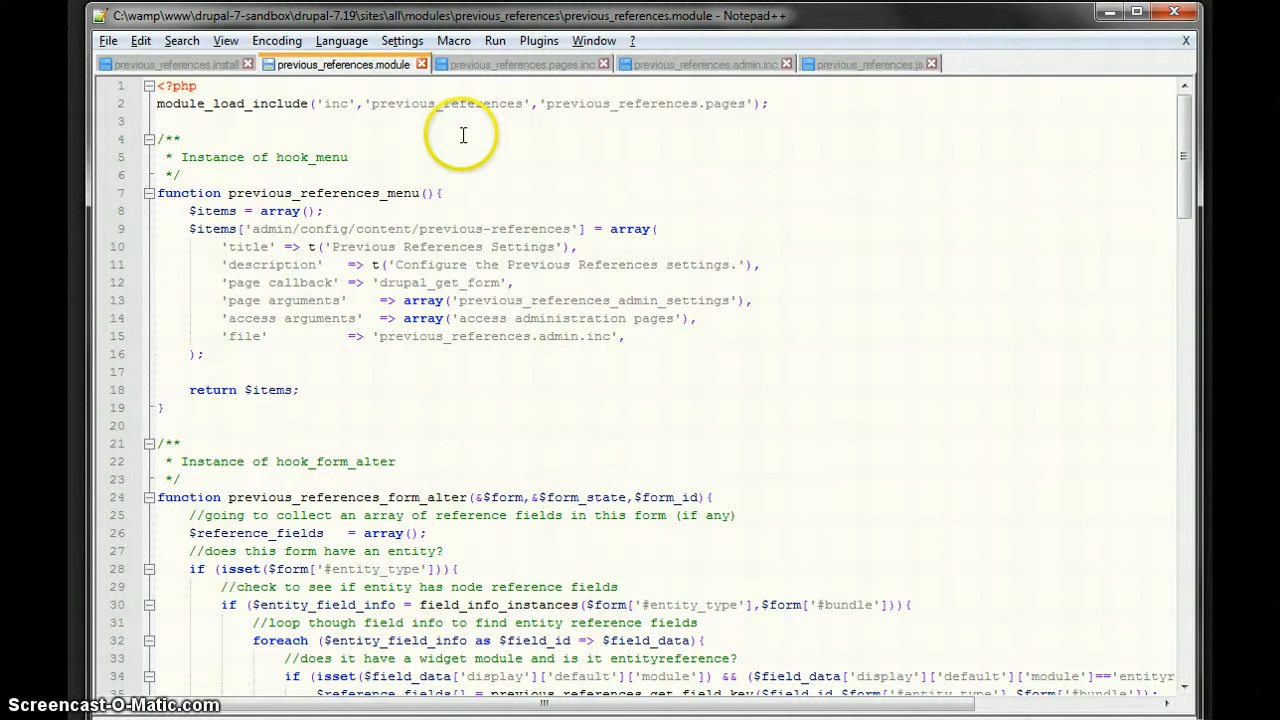 C:\wamp\www\drupal-7-sandbox\drupal-7.19\sites\all\modules\previous_references\previous_references.module - Notepad++
File Edit Search View Encoding Language Settings Macro Run Plugins Window ? X
previous_references.install previous_references.module previous_references.pages.inc previous_references.admin.inc previous_references.js
1 <?php
2 module_load_include('inc','previous_references','previous_references.pages');
3
4 /**
5 * Instance of hook_menu
6 */
7 function previous_references_menu(){
8 $items = array();
9 $items['admin/config/content/previous-references'] = array(
10 'title' => t('Previous References Settings'),
11 'description' => t('Configure the Previous References settings.'),
12 'page callback' => 'drupal_get_form',
13 'page arguments' => array('previous_references_admin_settings'),
14 'access arguments' => array('access administration pages'),
15 'file' => 'previous_references.admin.inc',
16 );
17
18 return $items;
19 }
20
21 /**
22 * Instance of hook_form_alter
23 */
24 function previous_references_form_alter(&$form,&$form_state,$form_id){
25 //going to collect an array of reference fields in this form (if any)
26 $reference_fields = array();
27 //does this form have an entity?
28 if (isset($form['#entity_type'])){
29 //check to see if entity has node reference fields
30 if ($entity_field_info = field_info_instances($form['#entity_type'],$form['#bundle'])){
31 //loop though field info to find entity reference fields
32 foreach ($entity_field_info as $field_id => $field_data){
33 //does it have a widget module and is it entityreference?
34 if (isset($field_data['display']['default']['module']) && ($field_data['display']['default']['module']=='entityr
35 $reference_fields[] = previous_references_get_field_key($field_id,$form['#entity_type'],$form['#bundle']);
Screencast-O-Matic.com